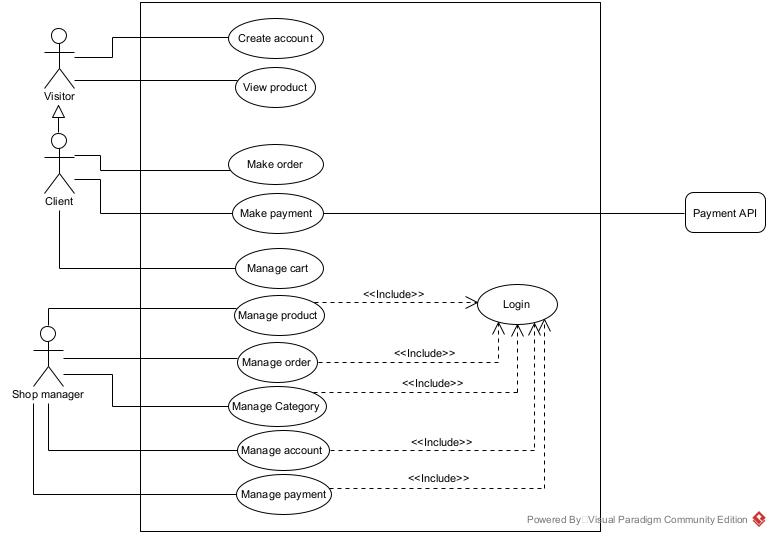 Create account
Visitor
View product
Client
Make order
Make payment
Payment API
Manage cart
Manage product
<<Include>>
Login
Shop manager
Manage order
<<Include>>
Manage Category
<<Include>>
Manage account
<<Include>>
Manage payment
<<Include>>
Powered By□Visual Paradigm Community Edition